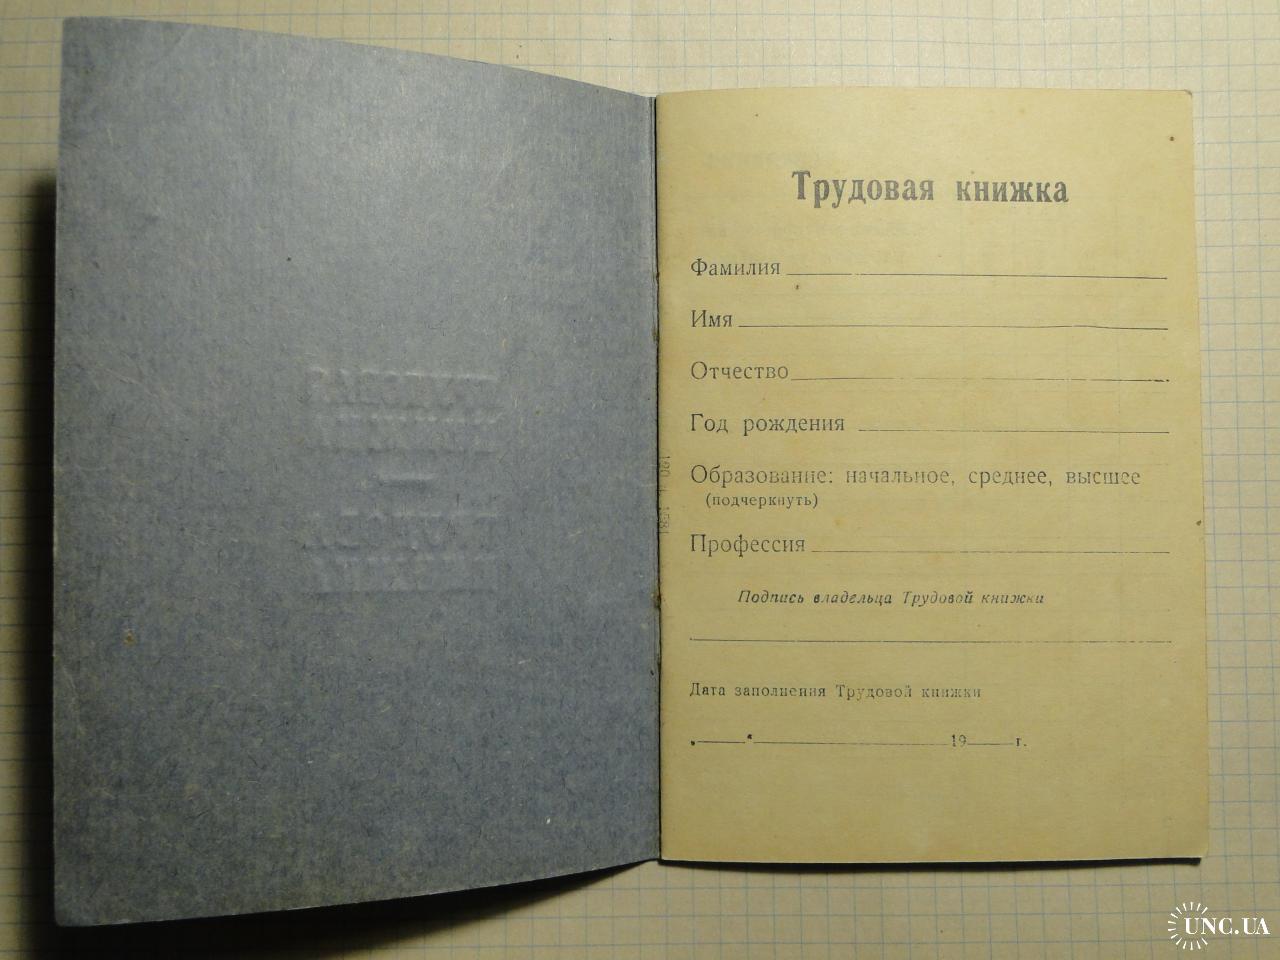 Трудовая книжка
Фамилия
Имя
Отчество
Год рождения
Образование: начальное, среднее, высшее
(подчеркнуть)
Профессия
Подпись владельца Трудовой книжки
Дата заполнения Трудовой книжки
„ “ 19 г.
UNC.UA